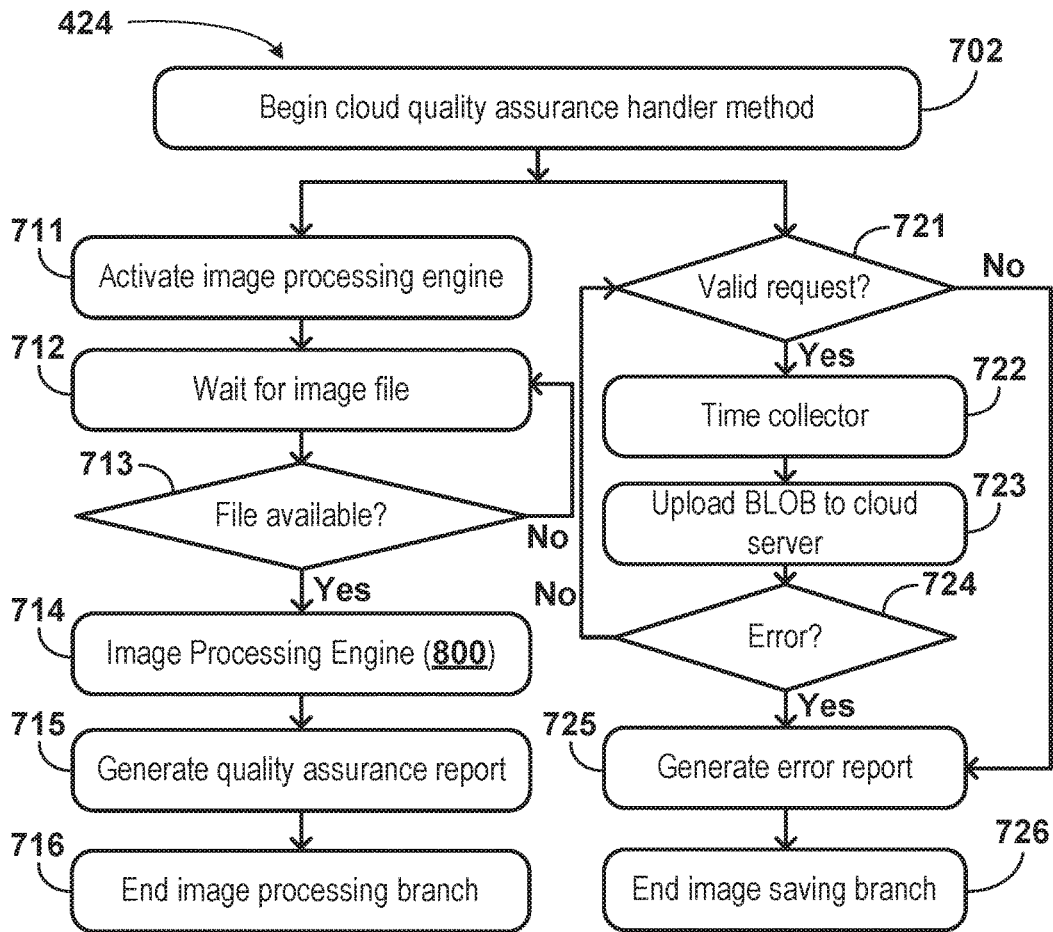 424
702
Begin cloud quality assurance handler method
711
Activate image processing engine
712
Wait for image file
713
File available?
No
Yes
714
Image Processing Engine (800)
715
Generate quality assurance report
716
End image processing branch
721
Valid request?
No
Yes
722
Time collector
723
Upload BLOB to cloud
server
724
Error?
No
Yes
725
Generate error report
726
End image saving branch